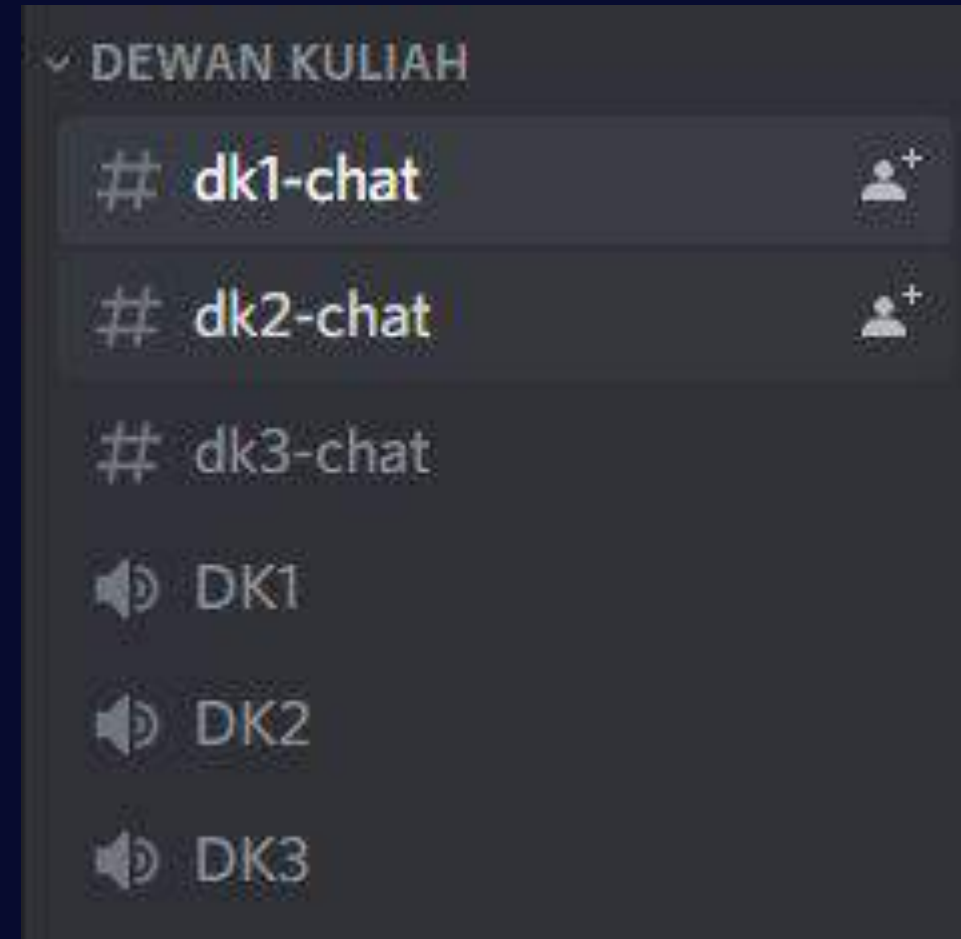 DEWAN KULIAH
# dk1-chat
# dk2-chat
# dk3-chat
DK1
DK2
DK3